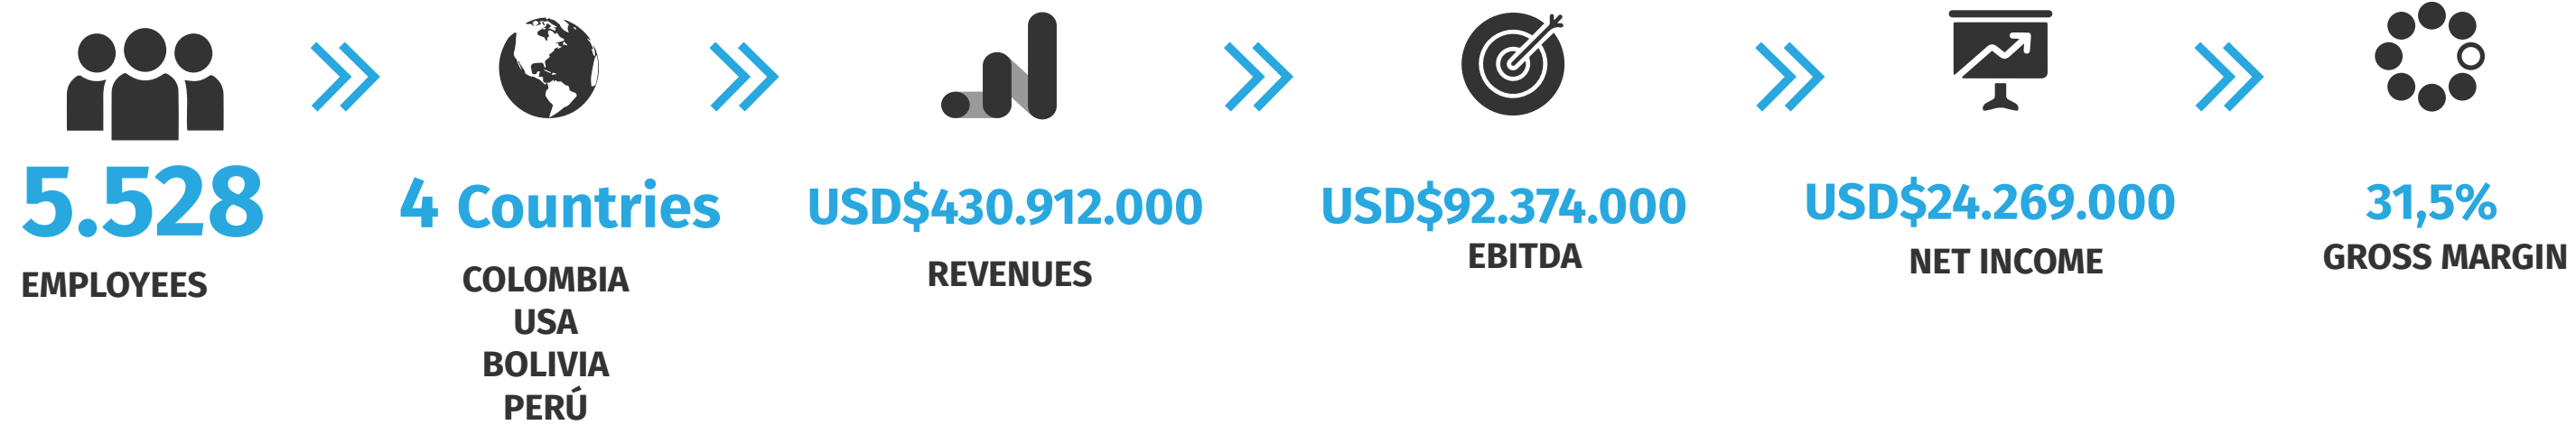 5.528
EMPLOYEES
4 Countries
COLOMBIA
USA
BOLIVIA
PERÚ
USD$430.912.000
REVENUES
USD$92.374.000
EBITDA
USD$24.269.000
NET INCOME
31,5%
GROSS MARGIN